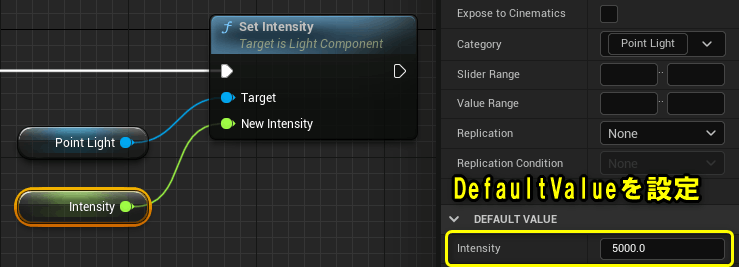 Set Intensity
Target is Light Component
Target
New Intensity
Point Light
Intensity
Expose to Cinematics
Category
Point Light
Slider Range
..
Value Range
..
Replication
None
Replication Condition
None
DefaultValueを設定
DEFAULT VALUE
Intensity
5000.0